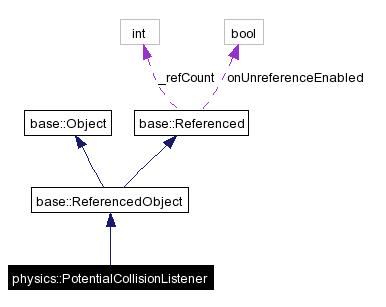 int
bool
_refCount
onUnreferenceEnabled
base::Object
base::Referenced
base::ReferencedObject
physics::PotentialCollisionListener